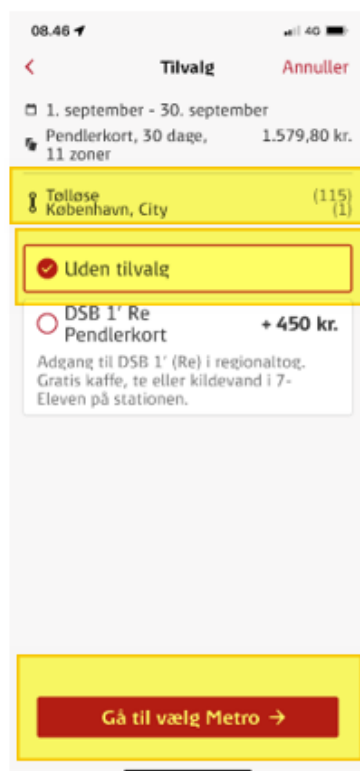 08.46 4G
Tilvalg Annuller
1. september - 30. september
Pendlerkort, 30 dage, 1.579,80 kr.
11 zoner
Tølløse (115)
København, City (1)
Uden tilvalg
DSB 1' Re
Pendlerkort + 450 kr.
Adgang til DSB 1' (Re) i regionaltog.
Gratis kaffe, te eller kildevand i 7-
Eleven på stationen.
Gå til vælg Metro →